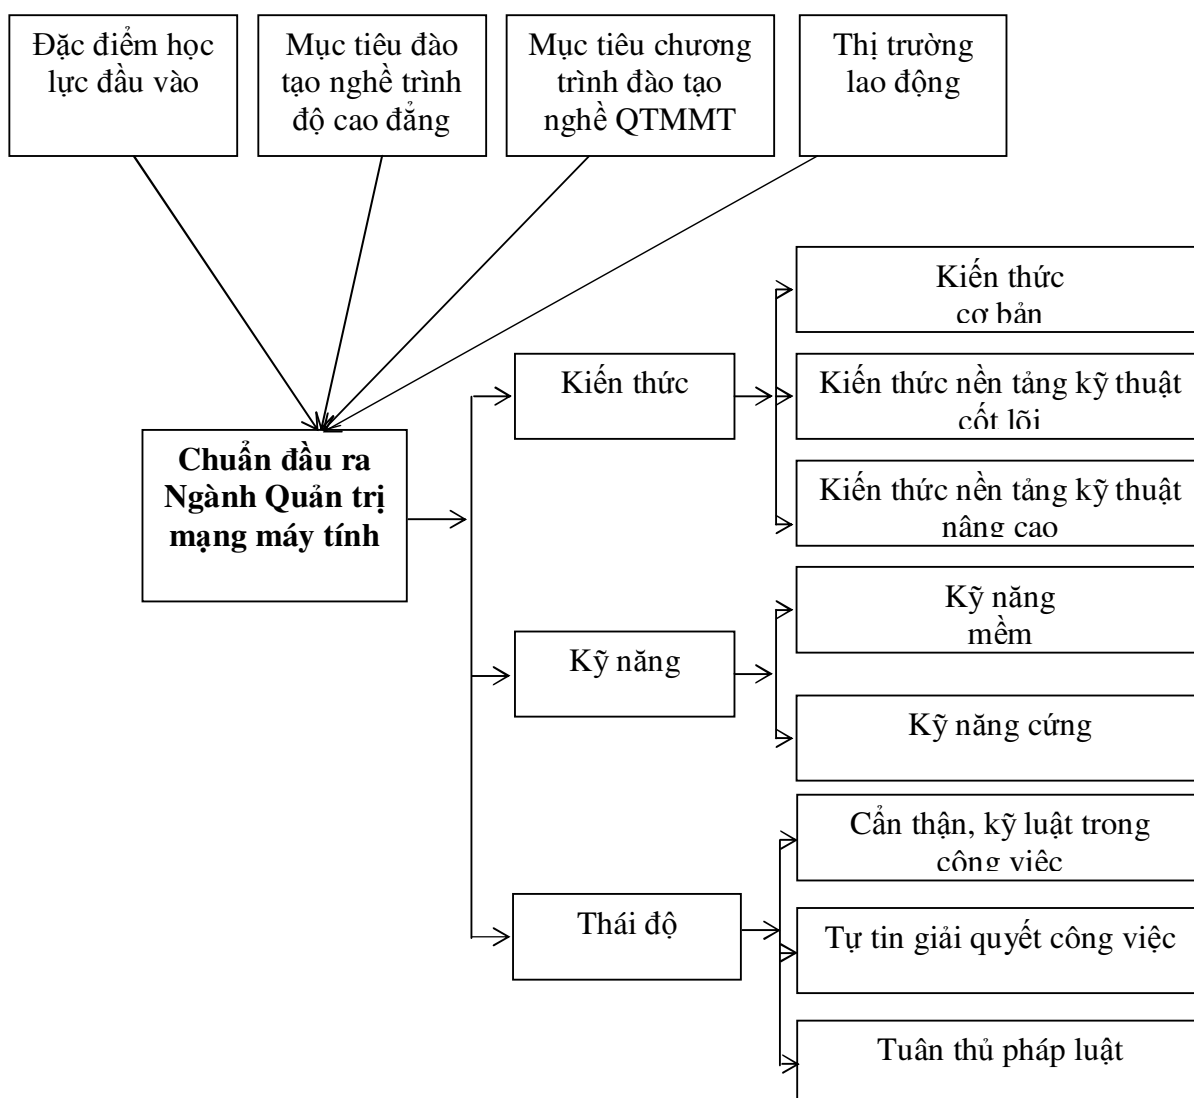 Đặc điểm học
lực đầu vào
Mục tiêu đào
tạo nghề trình
độ cao đẳng
Mục tiêu chương
trình đào tạo
nghề QTMMT
Thị trường
lao động
Kiến thức
cơ bản
Kiến thức
Kiến thức nền tảng kỹ thuật
cốt lõi
Chuẩn đầu ra
Ngành Quản trị
mạng máy tính
Kiến thức nền tảng kỹ thuật
nâng cao
Kỹ năng
Kỹ năng
mềm
Kỹ năng cứng
Thái độ
Cẩn thận, kỹ luật trong
công việc
Tự tin giải quyết công việc
Tuân thủ pháp luật